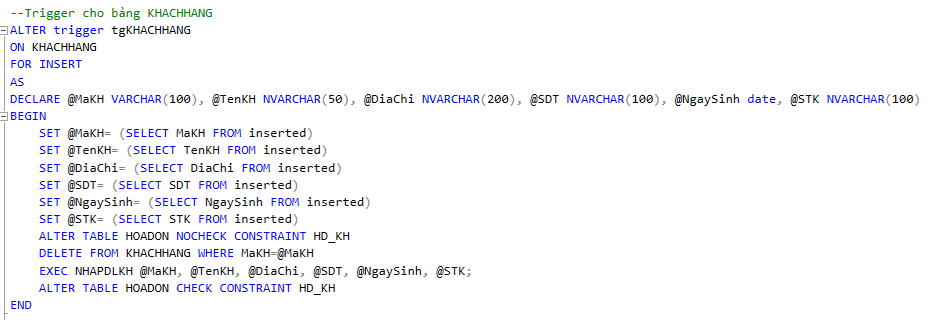 --Trigger cho bảng KHACHHANG
ALTER trigger tgKHACHHANG
ON KHACHHANG
FOR INSERT
AS
DECLARE @MaKH VARCHAR(100), @TenKH NVARCHAR(50), @DiaChi NVARCHAR(200), @SDT NVARCHAR(100), @NgaySinh date, @STK NVARCHAR(100)
BEGIN
    SET @MaKH= (SELECT MaKH FROM inserted)
    SET @TenKH= (SELECT TenKH FROM inserted)
    SET @DiaChi= (SELECT DiaChi FROM inserted)
    SET @SDT= (SELECT SDT FROM inserted)
    SET @NgaySinh= (SELECT NgaySinh FROM inserted)
    SET @STK= (SELECT STK FROM inserted)
    ALTER TABLE HOADON NOCHECK CONSTRAINT HD_KH
    DELETE FROM KHACHHANG WHERE MaKH=@MaKH
    EXEC NHAPDLKH @MaKH, @TenKH, @DiaChi, @SDT, @NgaySinh, @STK;
    ALTER TABLE HOADON CHECK CONSTRAINT HD_KH
END